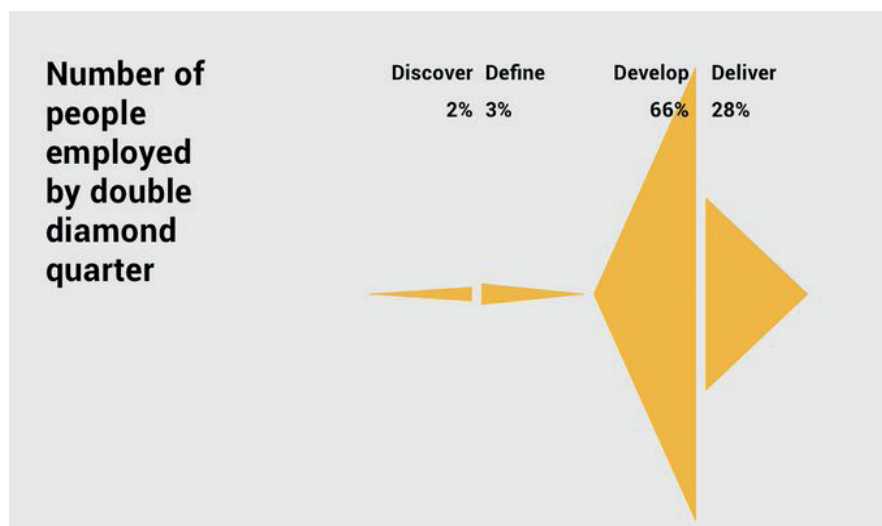 Number of
people
employed
by double
diamond
quarter
Discover Define Develop Deliver
2% 3% 66% 28%